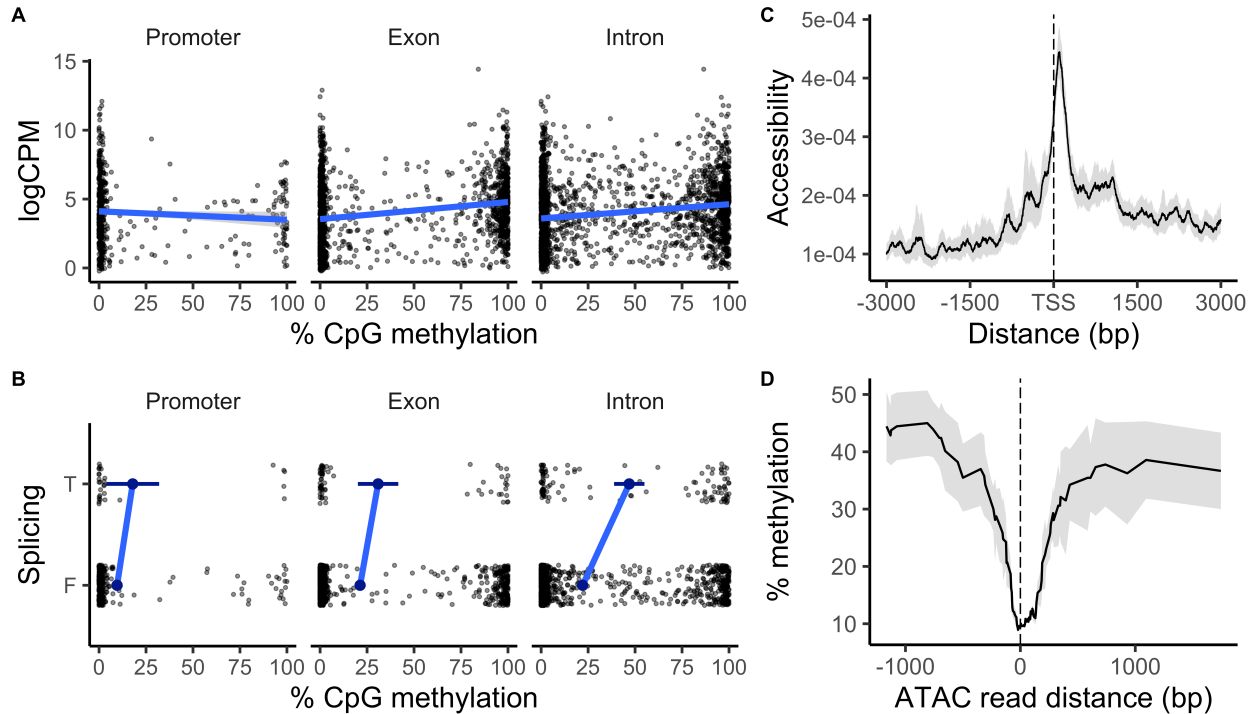 A
Promoter Exon Intron
logCPM
15
10
5
0
0 25 50 75 100 0 25 50 75 100 0 25 50 75 100
% CpG methylation
B
Promoter Exon Intron
Splicing
T
F
0 25 50 75 100 0 25 50 75 100 0 25 50 75 100
% CpG methylation
C
Accessibility
5e-04
4e-04
3e-04
2e-04
1e-04
-3000 -1500 TSS 1500 3000
Distance (bp)
D
% methylation
50
40
30
20
10
-1000 0 1000
ATAC read distance (bp)